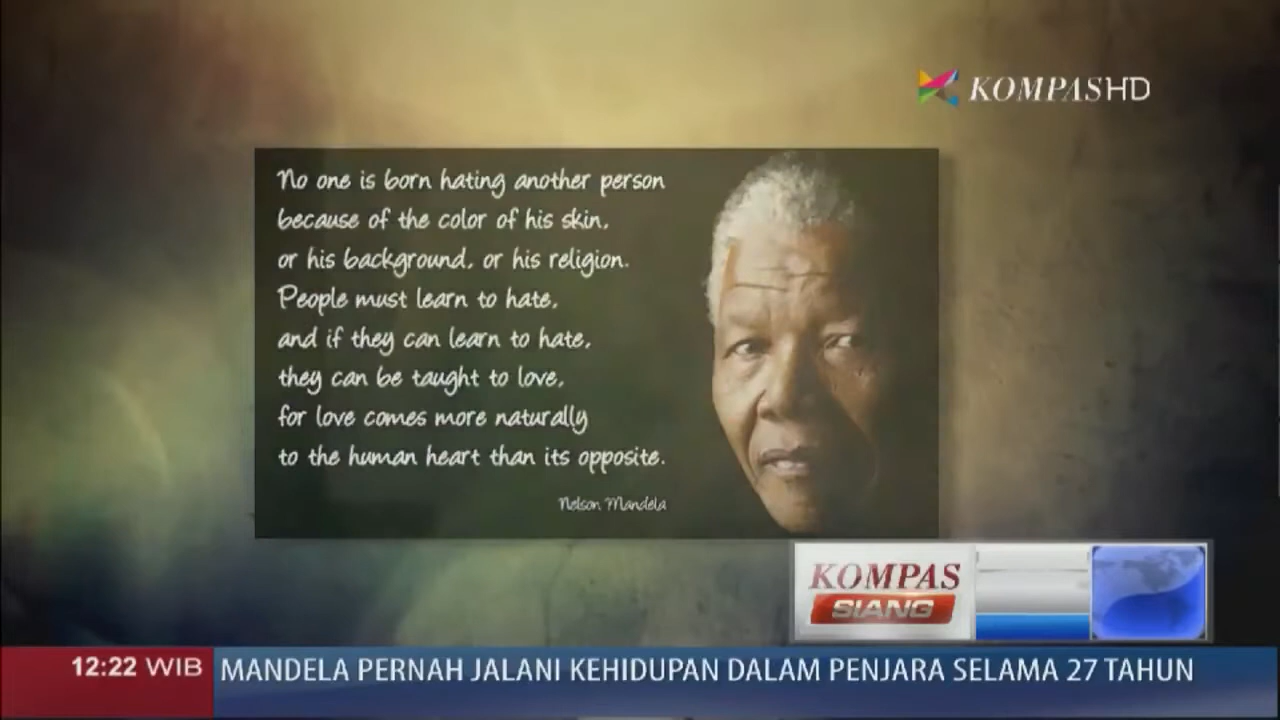 KOMPASHD
No one is born hating another person
because of the color of his skin,
or his background, or his religion.
People must learn to hate,
and if they can learn to hate,
they can be taught to love,
for love comes more naturally
to the human heart than its opposite.
Nelson Mandela
KOMPAS
SIANG
12:22 WIB
MANDELA PERNAH JALANI KEHIDUPAN DALAM PENJARA SELAMA 27 TAHUN